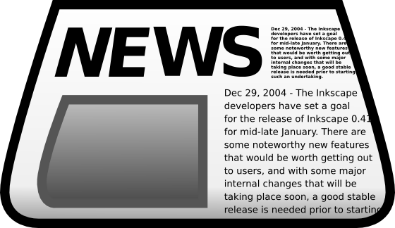 NEWS
Dec 29, 2004 - The Inkscape
developers have set a goal
for the release of Inkscape 0.4
for mid-late January. There are
some noteworthy new features
that would be worth getting out
to users, and with some major
internal changes that will be
taking place soon, a good stable
release is needed prior to starting
such an undertaking.
Dec 29, 2004 - The Inkscape
developers have set a goal
for the release of Inkscape 0.41
for mid-late January. There are
some noteworthy new features
that would be worth getting out
to users, and with some major
internal changes that will be
taking place soon, a good stable
release is needed prior to starting